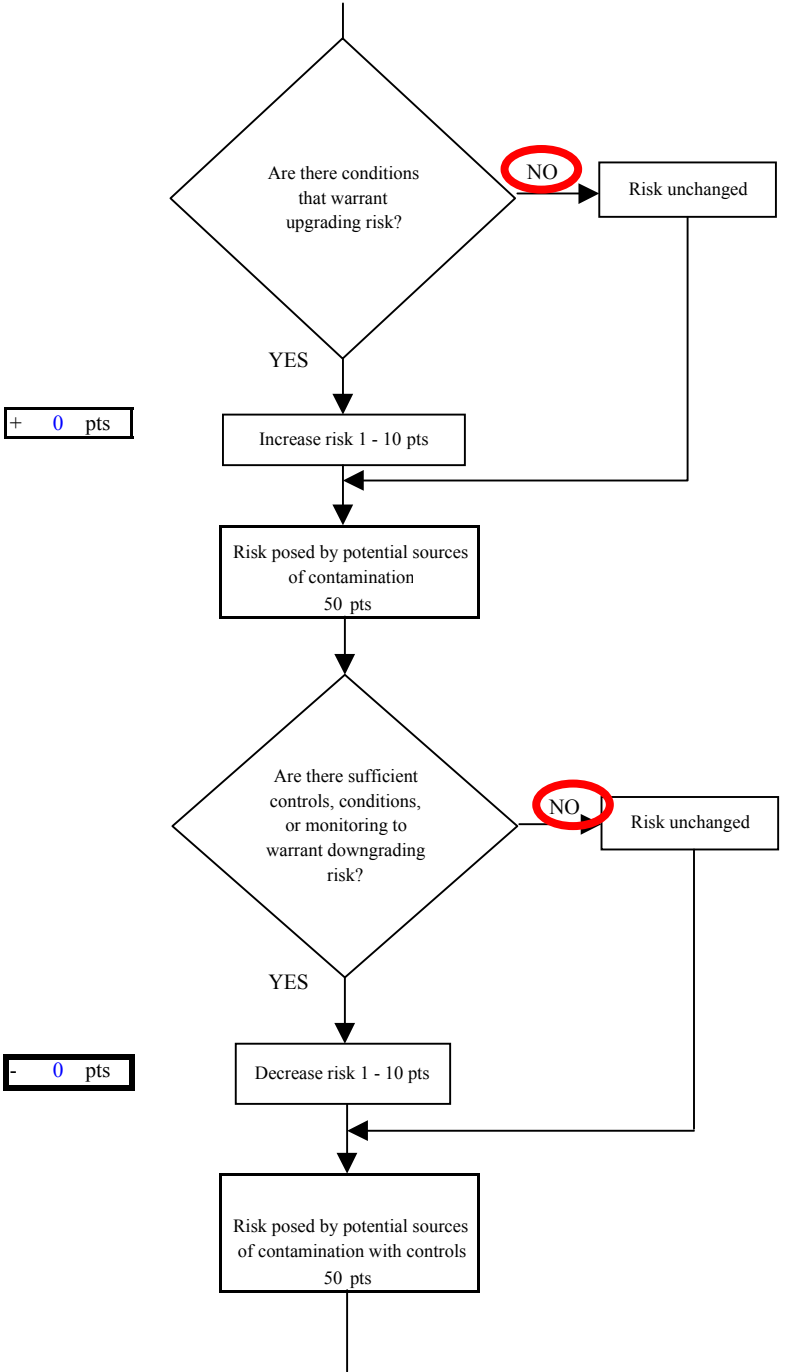 Are there conditions
that warrant
upgrading risk?
NO
Risk unchanged
YES
+ 0 pts
Increase risk 1 - 10 pts
Risk posed by potential sources
of contamination
50 pts
Are there sufficient
controls, conditions,
or monitoring to
warrant downgrading
risk?
NO
Risk unchanged
YES
- 0 pts
Decrease risk 1 - 10 pts
Risk posed by potential sources
of contamination with controls
50 pts